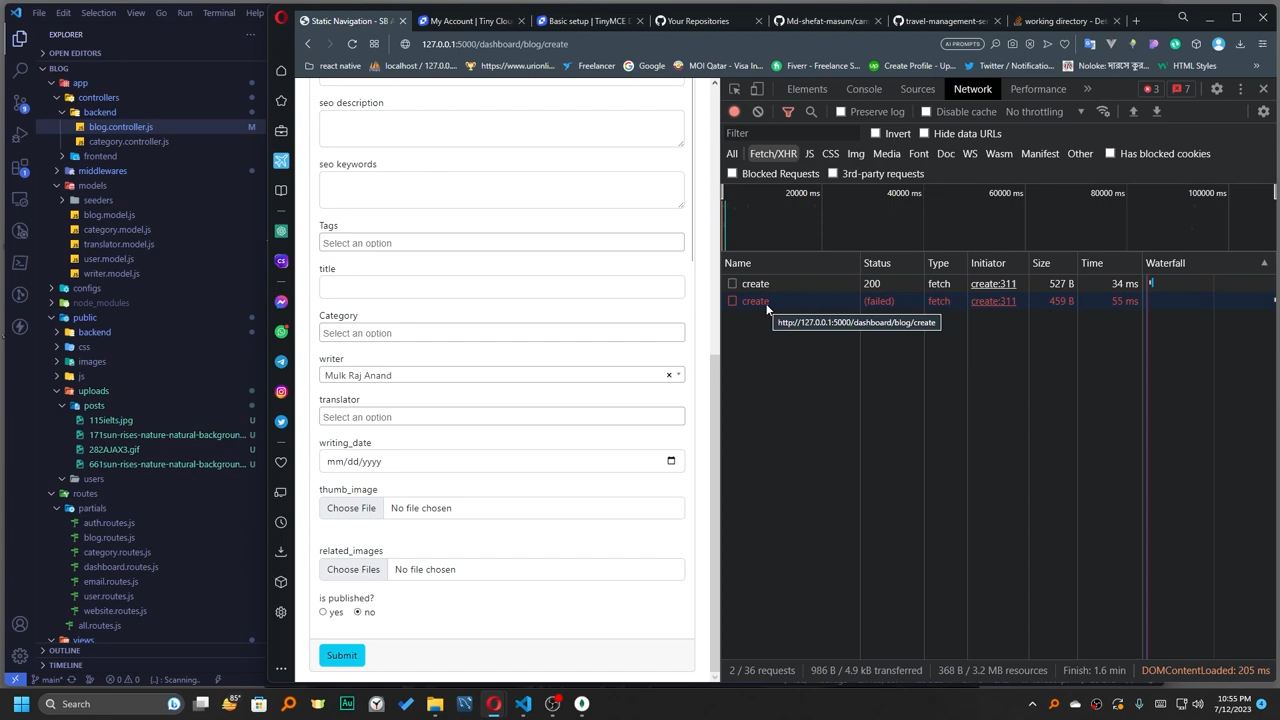 File Edit Selection View Go Run Terminal Help
EXPLORER
OPEN EDITORS
BLOG
app
controllers
backend
blog.controller.js M
category.controller.js
frontend
middlewares
models
seeders
blog.model.js
category.model.js
translator.model.js
user.model.js
writer.model.js
configs
node_modules
public
backend
css
images
js
uploads
posts
115ielts.jpg U
171sun-rises-nature-natural-backgroun... U
282AJAX3.gif U
661sun-rises-nature-natural-backgroun... U
users
routes
partials
auth.routes.js
blog.routes.js
category.routes.js
dashboard.routes.js
email.routes.js
user.routes.js
website.routes.js
all.routes.js
views
OUTLINE
TIMELINE
main* 0 0 {..} : Scanning..
Static Navigation - SB A
My Account | Tiny Clou
Basic setup | TinyMCE D
Your Repositories
Md-shefat-masum/cam
travel-management-se
working directory - Det
127.0.0.1:5000/dashboard/blog/create
AI PROMPTS
react native
localhost / 127.0....
https://www.urionli...
Freelancer
Google
MOI Qatar - Visa In...
Fiverr - Freelance S...
Create Profile - Up...
Twitter / Notificatio...
WTH Styles
seo description
seo keywords
Tags
Select an option
title
Category
Select an option
writer
Mulk Raj Anand ×
translator
Select an option
writing_date
mm/dd/yyyy
thumb_image
Choose File No file chosen
related_images
Choose Files No file chosen
is published?
yes no
Submit
Elements Console Sources Network Performance 3 7
Preserve log Disable cache No throttling
Filter Invert Hide data URLs
All Fetch/XHR JS CSS Img Media Font Doc WS Wasm Manifest Other Has blocked cookies
Blocked Requests 3rd-party requests
20000 ms 40000 ms 60000 ms 80000 ms 100000 ms
Name Status Type Initiator Size Time Waterfall
create 200 fetch create:311 527 B 34 ms
create (failed) fetch create:311 459 B 55 ms
http://127.0.0.1:5000/dashboard/blog/create
2 / 36 requests 986 B / 4.9 kB transferred 368 B / 3.2 MB resources Finish: 1.6 min DOMContentLoaded: 205 ms
Search
85°
10:55 PM
7/12/2023